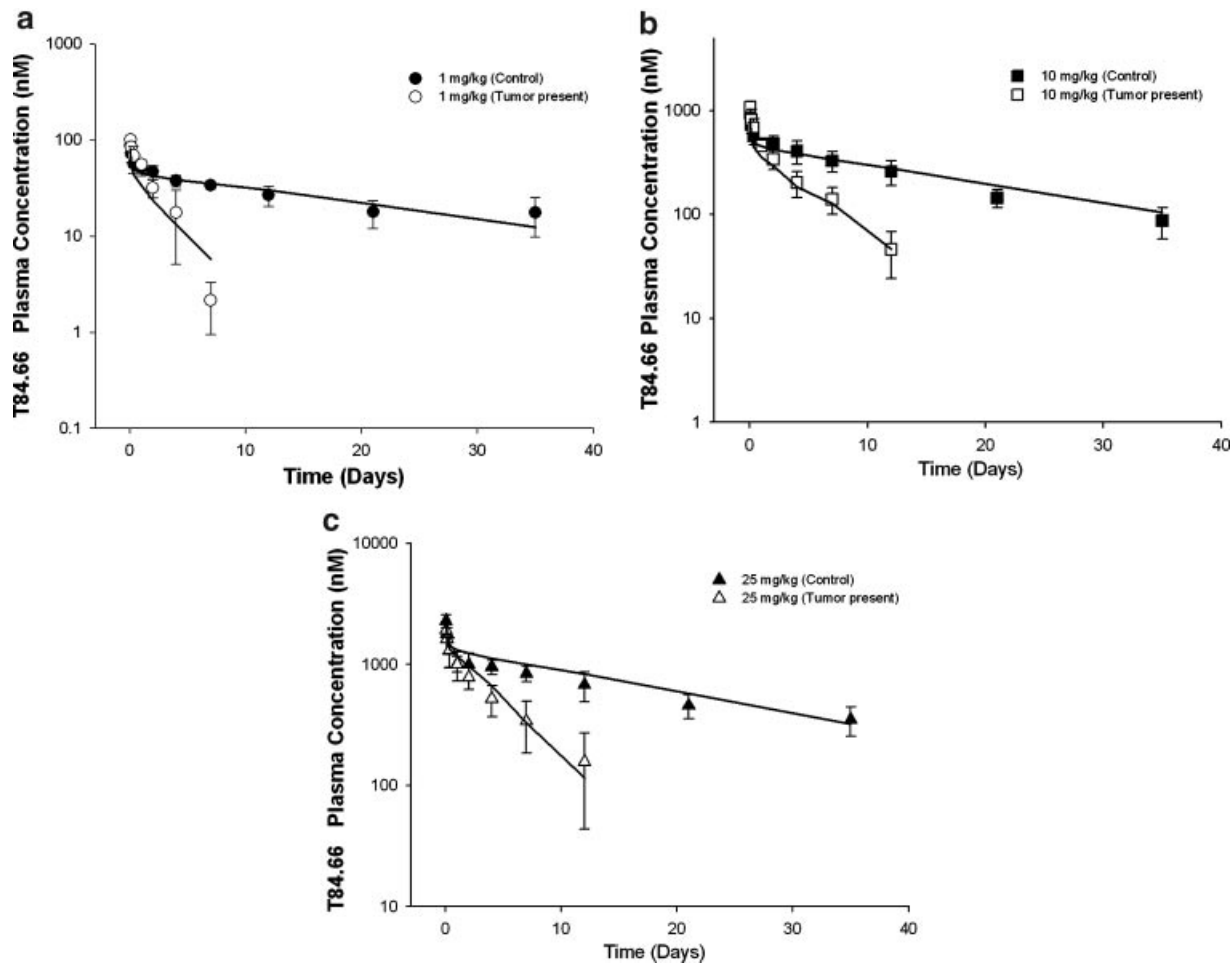 a
1000
100
10
1
0.1
T84.66 Plasma Concentration (nM)
1 mg/kg (Control)
1 mg/kg (Tumor present)
0 10 20 30 40
Time (Days)
b
1000
100
10
1
T84.66 Plasma Concentration (nM)
10 mg/kg (Control)
10 mg/kg (Tumor present)
0 10 20 30 40
Time (Days)
c
10000
1000
100
10
T84.66 Plasma Concentration (nM)
25 mg/kg (Control)
25 mg/kg (Tumor present)
0 10 20 30 40
Time (Days)